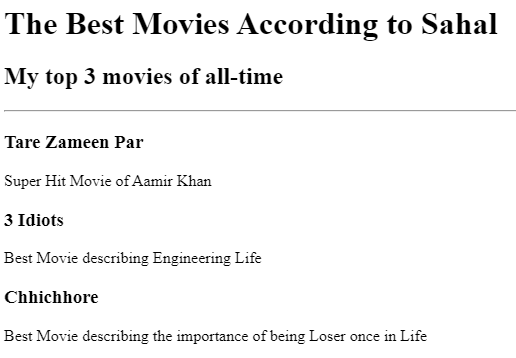 The Best Movies According to Sahal
My top 3 movies of all-time
Tare Zameen Par
Super Hit Movie of Aamir Khan
3 Idiots
Best Movie describing Engineering Life
Chhichhore
Best Movie describing the importance of being Loser once in Life